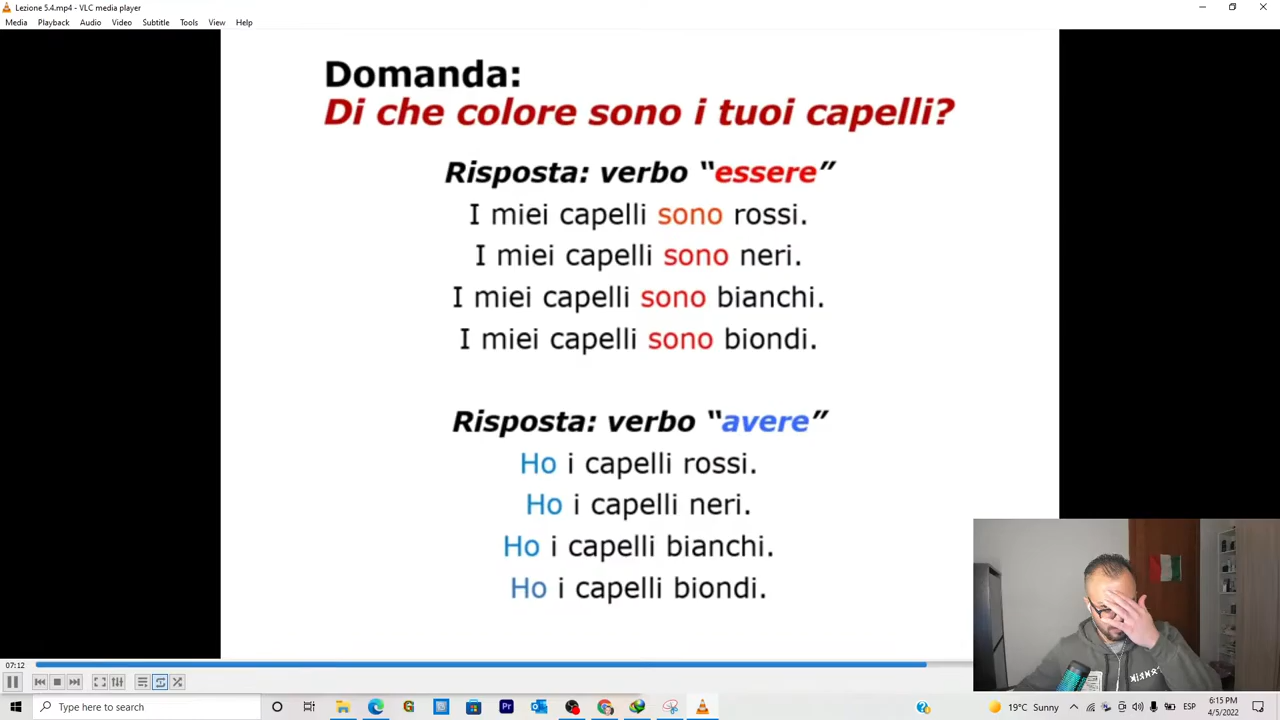 Lezione 5.4.mp4 - VLC media player
Media Playback Audio Video Subtitle Tools View Help
Domanda:
Di che colore sono i tuoi capelli?
Risposta: verbo “essere”
I miei capelli sono rossi.
I miei capelli sono neri.
I miei capelli sono bianchi.
I miei capelli sono biondi.
Risposta: verbo “avere”
Ho i capelli rossi.
Ho i capelli neri.
Ho i capelli bianchi.
Ho i capelli biondi.
07:12
Type here to search
19°C Sunny
ESP
6:15 PM
4/5/2022